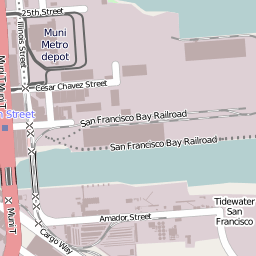 25th Street
Illinois Street
Muni
Metro
depot
Cesar Chavez Street
Muni T
Muni T
Street
San Francisco Bay Railroad
San Francisco Bay Railroad
Tidewater
San
Francisco
Amador Street
Muni T
Cargo Way